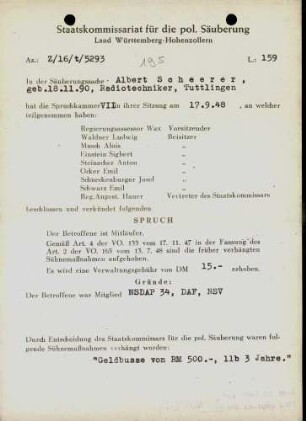 Staatskommissariat für die pol. Säuberung
Land Württemberg-Hohenzollern
Az.: Z/16/t/5293
195
L.: 159
In der Säuberungssache Albert Scheerer,
geb.18.11.90, Radiotechniker, Tuttlingen
hat die Spruchkammer VII in ihrer Sitzung am 17.9.48 , an welcher
teilgenommen haben:
Regierungsassessor Wax Vorsitzender
Waldner Ludwig Beisitzer
Marek Alois "
Einstein Sigbert "
Steizacher Anton "
Ocker Emil "
Schneckenburger Josef "
Schwarz Emil "
Reg.Angest. Hauer Vertreter des Staatskommissars
beschlossen und verkündet folgenden
SPRUCH
Der Betroffene ist Mitläufer.
Gemäß Art. 4 der VO. 133 vom 17. 11. 47 in der Fassung des
Art. 2 der VO. 165 vom 13. 7. 48 sind die früher verhängten
Sühnemaßnahmen aufgehoben.
Es wird eine Verwaltungsgebühr von DM 15.- erhoben.
Gründe:
Der Betroffene war Mitglied NSDAP 34, DAF, NSV
Durch Entscheidung des Staatskommissars für die pol. Säuberung waren fol-
gende Sühnemaßnahmen verhängt worden:
"Geldbusse von RM 500.-, 11b 3 Jahre."